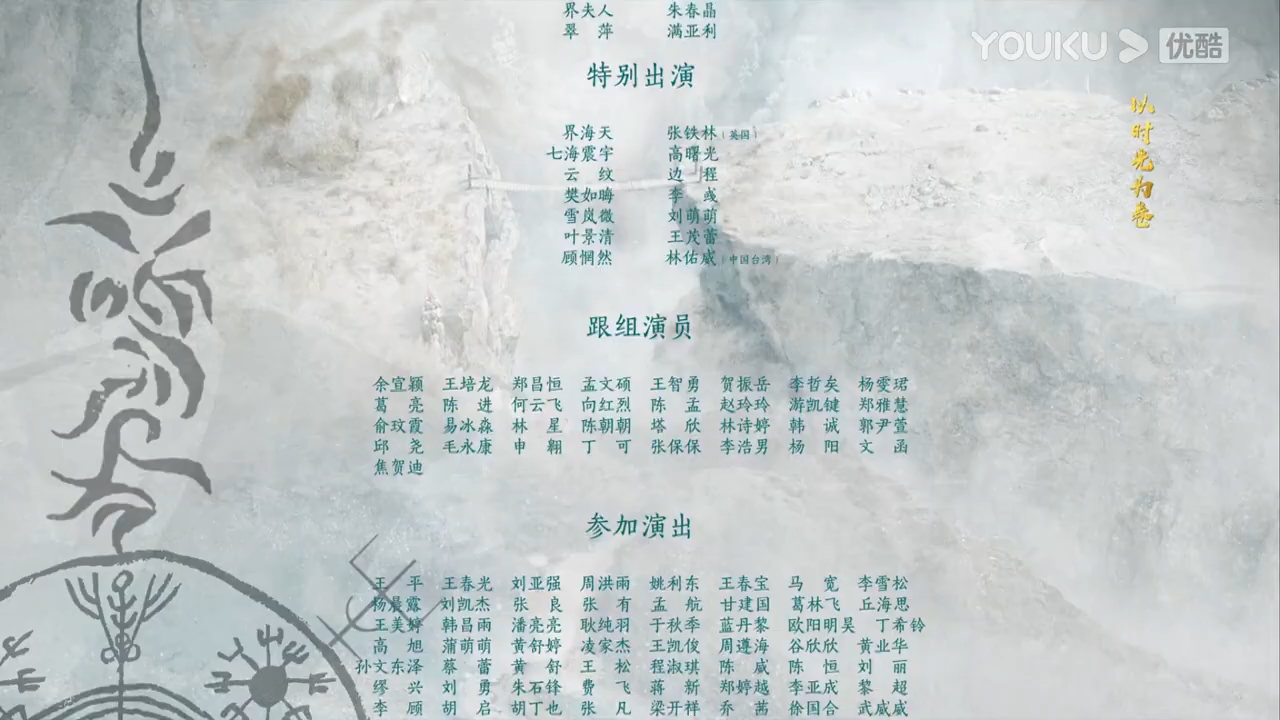 界夫人 朱春晶
翠萍 满亚利
YOUKU 优酷
特别出演
以时光为卷
界海天 张铁林（英国）
七海震宇 高曙光
云纹 边程
樊如晦 李彧
雪岚微 刘萌萌
叶景清 王茂蕾
顾惘然 林佑威（中国台湾）
跟组演员
余宣颖 王培龙 郑昌恒 孟文硕 王智勇 贺振岳 李哲矣 杨雯珺
葛亮 陈进 何云飞 向红烈 陈孟 赵玲玲 游凯键 郑雅慧
俞玟霞 易冰淼 林星 陈朝朝 塔欣 林诗婷 韩诚 郭尹萱
邱尧 毛永康 申翱 丁可 张保保 李浩男 杨阳 文函
焦贺迪
参加演出
王平 王春光 刘亚强 周洪雨 姚利东 王春宝 马宽 李雪松
杨晨露 刘凯杰 张良 张有 孟航 甘建国 葛林飞 丘海思
王美婷 韩昌雨 潘亮亮 耿纯羽 于秋季 蓝丹黎 欧阳明昊 丁希铃
高旭 蒲萌萌 黄舒婷 凌家杰 王凯俊 周遵海 谷欣欣 黄业华
孙文东泽 蔡蕾 黄舒 王松 程淑琪 陈威 陈恒 刘丽
缪兴 刘勇 朱石锋 费飞 蒋新 郑婷越 李亚成 黎超
李顾 胡启 胡丁也 张凡 梁开祥 乔茜 徐国合 武威威